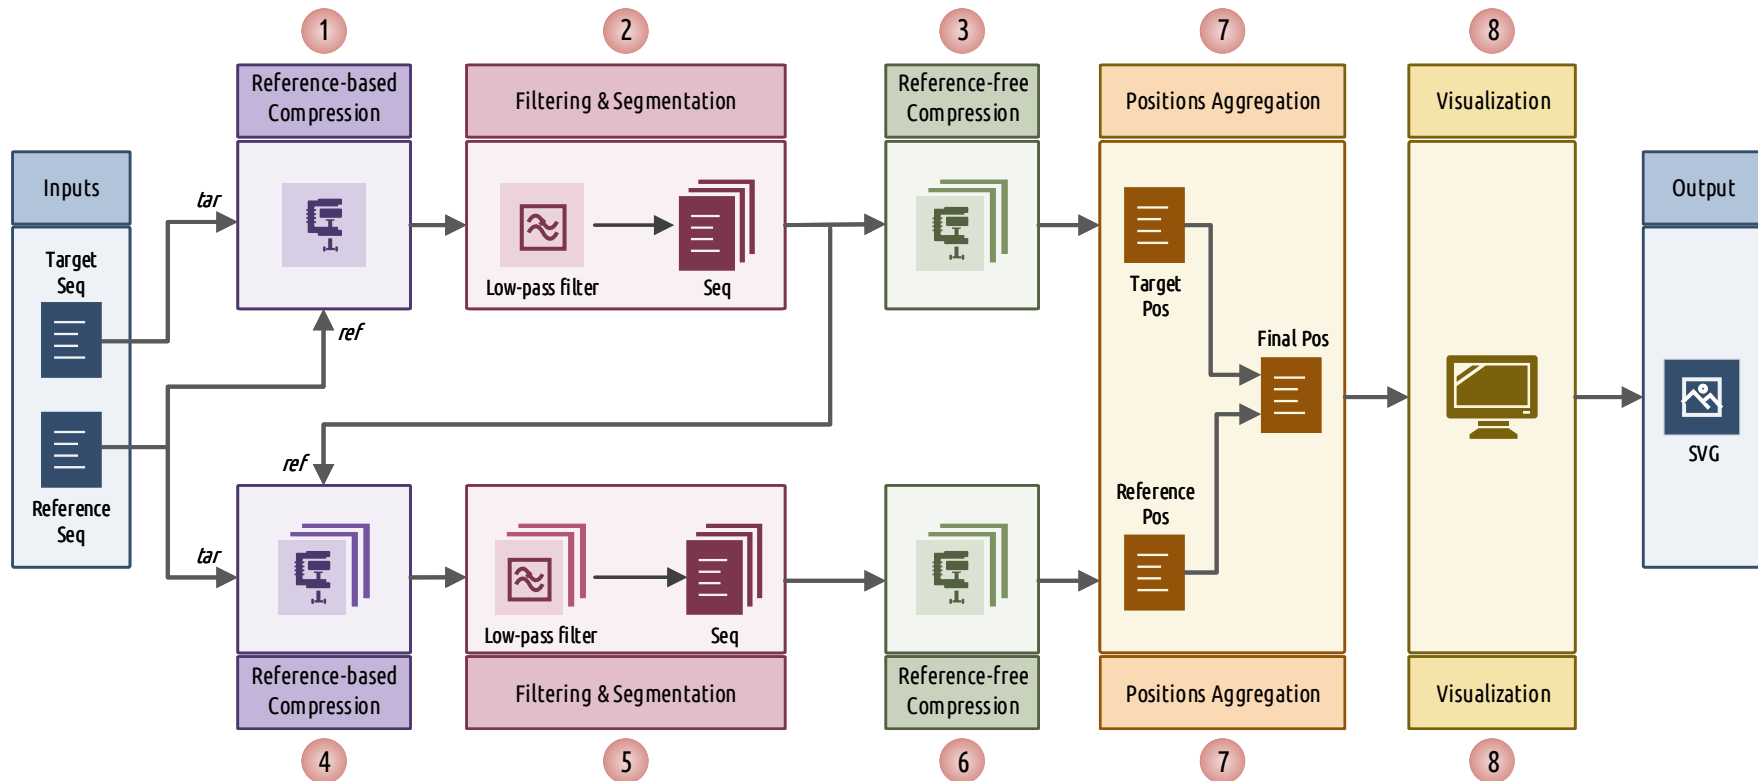 1
2
3
7
8
Reference-based
Compression
Filtering & Segmentation
Reference-free
Compression
Positions Aggregation
Visualization
Inputs
Output
tar
Target
Seq
Low-pass filter
Seq
Target
Pos
ref
Final Pos
Reference
Seq
ref
SVG
Reference
Pos
tar
Low-pass filter
Seq
Reference-based
Compression
Filtering & Segmentation
Reference-free
Compression
Positions Aggregation
Visualization
4
5
6
7
8